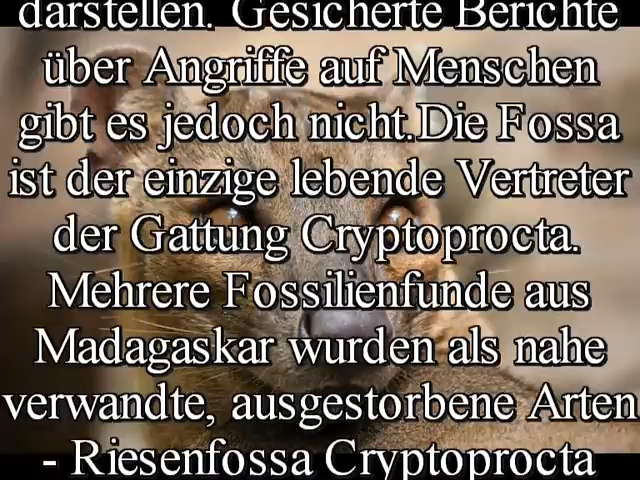 darstellen. Gesicherte Berichte
über Angriffe auf Menschen
gibt es jedoch nicht.Die Fossa
ist der einzige lebende Vertreter
der Gattung Cryptoprocta.
Mehrere Fossilienfunde aus
Madagaskar wurden als nahe
verwandte, ausgestorbene Arten
- Riesenfossa Cryptoprocta